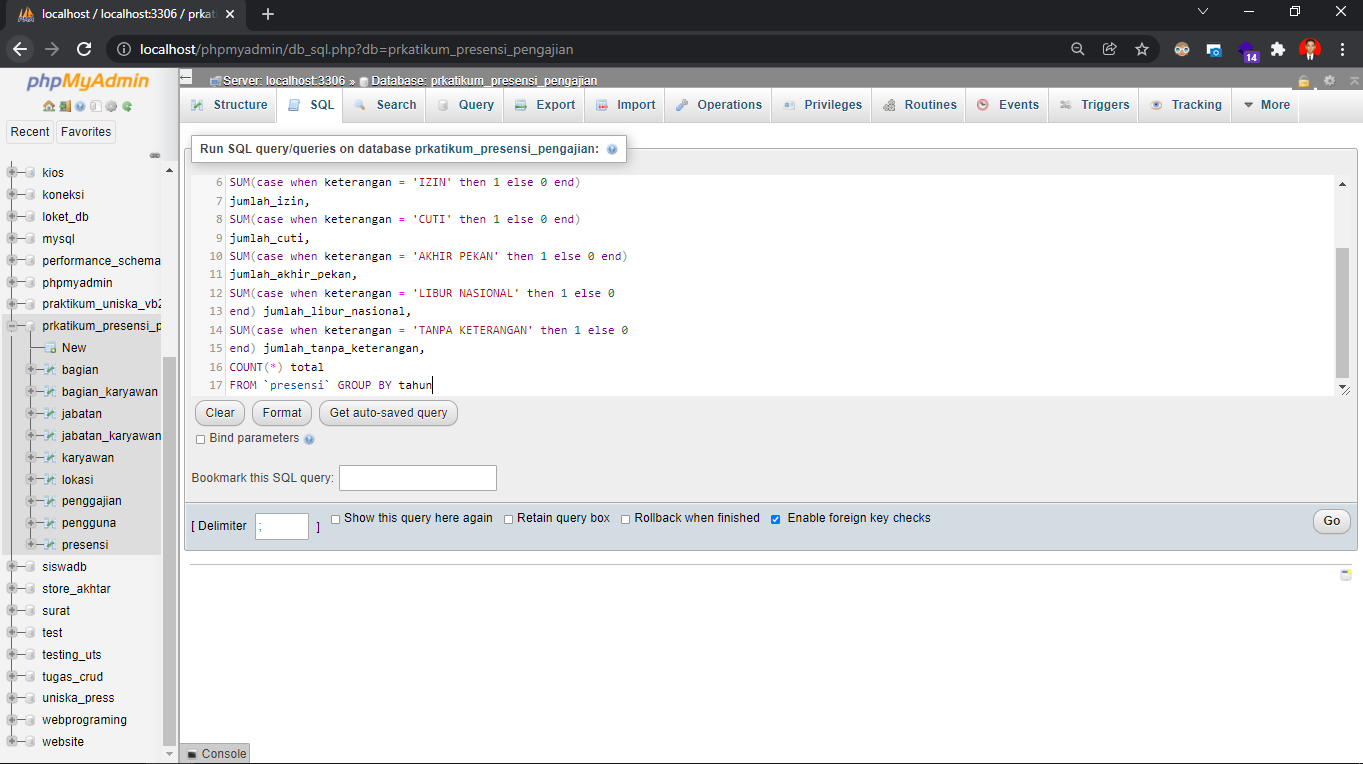 localhost / localhost:3306 / prkati
localhost/phpmyadmin/db_sql.php?db=prkatikum_presensi_pengajian
14
phpMyAdmin
Recent
Favorites
kios
koneksi
loket_db
mysql
performance_schema
phpmyadmin
praktikum_uniska_vb2
prkatikum_presensi_p
New
bagian
bagian_karyawan
jabatan
jabatan_karyawan
karyawan
lokasi
penggajian
pengguna
presensi
siswadb
store_akhtar
surat
test
testing_uts
tugas_crud
uniska_press
webprograming
website
Server: localhost:3306 » Database: prkatikum_presensi_pengajian
Structure
SQL
Search
Query
Export
Import
Operations
Privileges
Routines
Events
Triggers
Tracking
More
Run SQL query/queries on database prkatikum_presensi_pengajian:
6 SUM(case when keterangan = 'IZIN' then 1 else 0 end)
7 jumlah_izin,
8 SUM(case when keterangan = 'CUTI' then 1 else 0 end)
9 jumlah_cuti,
10 SUM(case when keterangan = 'AKHIR PEKAN' then 1 else 0 end)
11 jumlah_akhir_pekan,
12 SUM(case when keterangan = 'LIBUR NASIONAL' then 1 else 0
13 end) jumlah_libur_nasional,
14 SUM(case when keterangan = 'TANPA KETERANGAN' then 1 else 0
15 end) jumlah_tanpa_keterangan,
16 COUNT(*) total
17 FROM `presensi` GROUP BY tahun
Clear
Format
Get auto-saved query
Bind parameters
Bookmark this SQL query:
[ Delimiter ; ]
Show this query here again
Retain query box
Rollback when finished
Enable foreign key checks
Go
Console